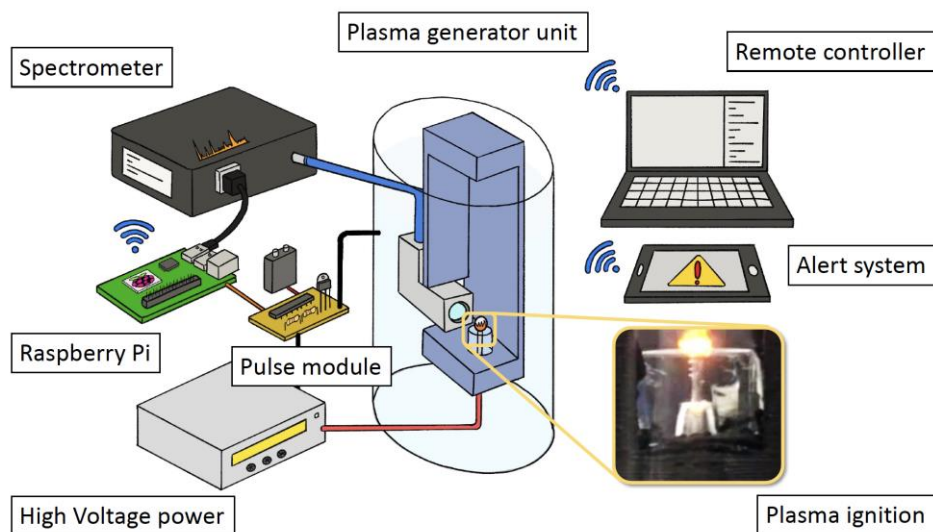 Plasma generator unit
Remote controller
Spectrometer
Alert system
Raspberry Pi
Pulse module
High Voltage power
Plasma ignition